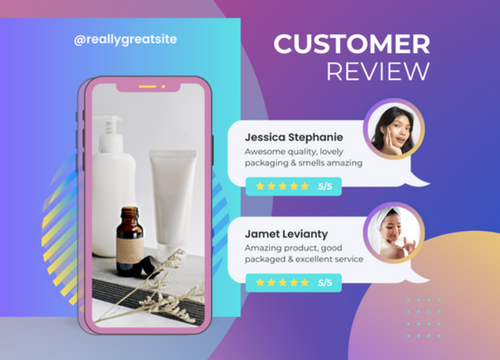 @reallygreatsite
CUSTOMER
REVIEW
Jessica Stephanie
Awesome quality, lovely
packaging & smells amazing
5/5
Jamet Levianty
Amazing product, good
packaged & excellent service
5/5